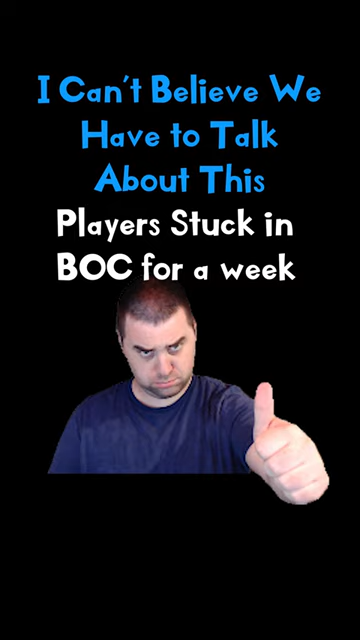 I Can't Believe We
Have to Talk
About This
Players Stuck in
BOC for a week